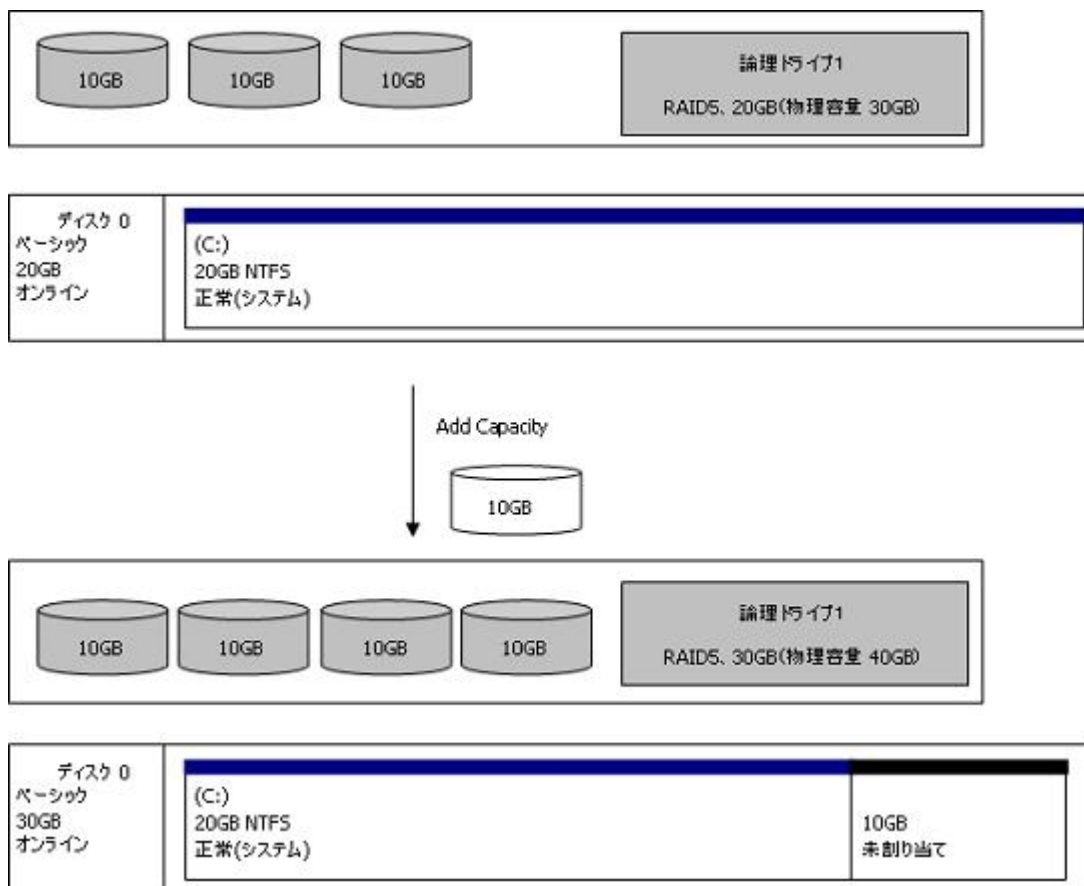 10GB
10GB
10GB
論理ドライブ1
RAID5、20GB(物理容量 30GB)
ディスク 0
ベーシック
20GB
オンライン
(C:)
20GB NTFS
正常(システム)
Add Capacity
10GB
10GB
10GB
10GB
10GB
論理ドライブ1
RAID5、30GB(物理容量 40GB)
ディスク 0
ベーシック
30GB
オンライン
(C:)
20GB NTFS
正常(システム)
10GB
未割り当て